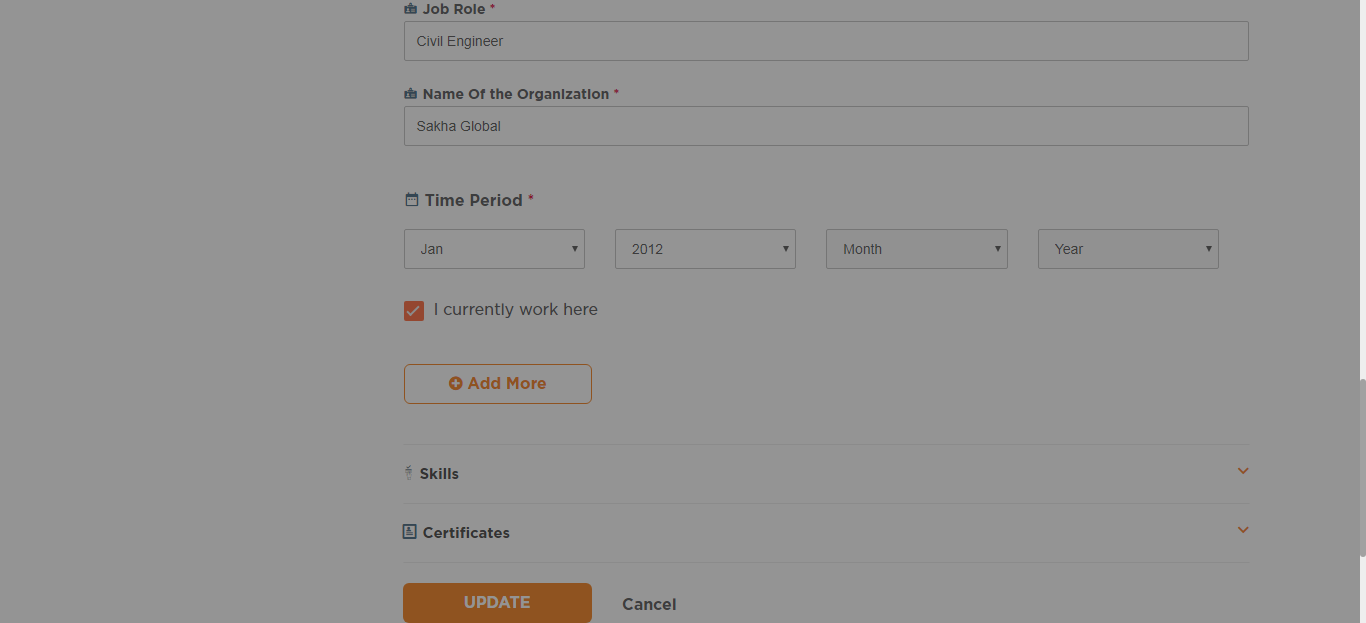 Job Role *
Civil Engineer
Name Of the Organization *
Sakha Global
Time Period *
Jan 2012 Month Year
I currently work here
Add More
Skills
Certificates
UPDATE Cancel